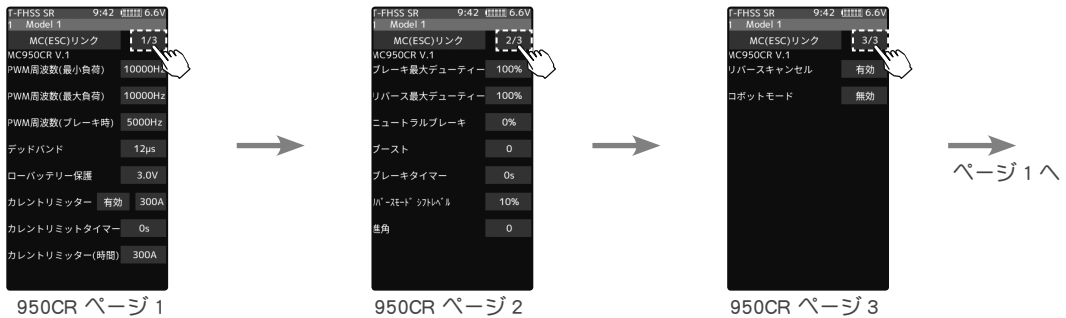 T-FHSS SR 9:42 6.6V
1 Model 1
MC(ESC)リンク 1/3
MC950CR V.1
PWM周波数(最小負荷) 10000Hz
PWM周波数(最大負荷) 10000Hz
PWM周波数(ブレーキ時) 5000Hz
デッドバンド 12μs
ローバッテリー保護 3.0V
カレントリミッター 有効 300A
カレントリミットタイマー 0s
カレントリミッター(時間) 300A
950CR ページ 1
T-FHSS SR 9:42 6.6V
1 Model 1
MC(ESC)リンク 2/3
MC950CR V.1
ブレーキ最大デューティー 100%
リバース最大デューティー 100%
ニュートラルブレーキ 0%
ブースト 0
ブレーキタイマー 0s
リバースモード シフトレベル 10%
進角 0
950CR ページ 2
T-FHSS SR 9:42 6.6V
1 Model 1
MC(ESC)リンク 3/3
MC950CR V.1
リバースキャンセル 有効
ロボットモード 無効
950CR ページ 3
ページ 1 へ